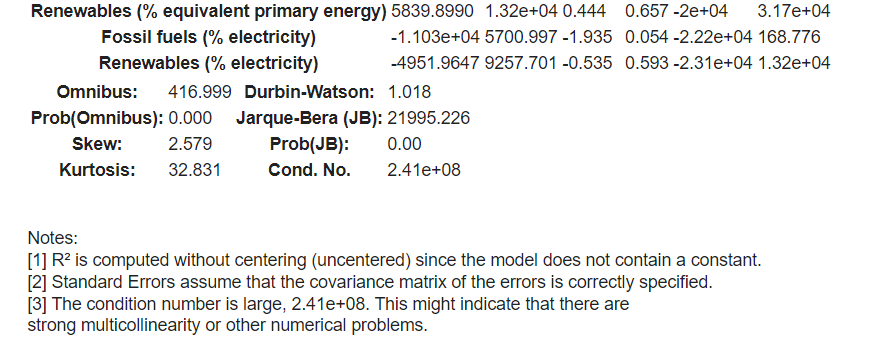 Renewables (% equivalent primary energy) 5839.8990 1.32e+04 0.444 0.657 -2e+04 3.17e+04
Fossil fuels (% electricity) -1.103e+04 5700.997 -1.935 0.054 -2.22e+04 168.776
Renewables (% electricity) -4951.9647 9257.701 -0.535 0.593 -2.31e+04 1.32e+04
Omnibus: 416.999 Durbin-Watson: 1.018
Prob(Omnibus): 0.000 Jarque-Bera (JB): 21995.226
Skew: 2.579 Prob(JB): 0.00
Kurtosis: 32.831 Cond. No. 2.41e+08
Notes:
[1] R² is computed without centering (uncentered) since the model does not contain a constant.
[2] Standard Errors assume that the covariance matrix of the errors is correctly specified.
[3] The condition number is large, 2.41e+08. This might indicate that there are
strong multicollinearity or other numerical problems.